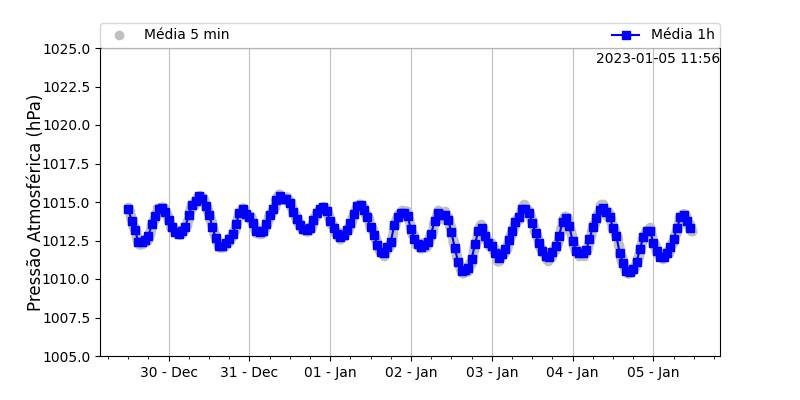 Média 5 min
Média 1h
2023-01-05 11:56
Pressão Atmosférica (hPa)
1025.0
1022.5
1020.0
1017.5
1015.0
1012.5
1010.0
1007.5
1005.0
30 - Dec
31 - Dec
01 - Jan
02 - Jan
03 - Jan
04 - Jan
05 - Jan